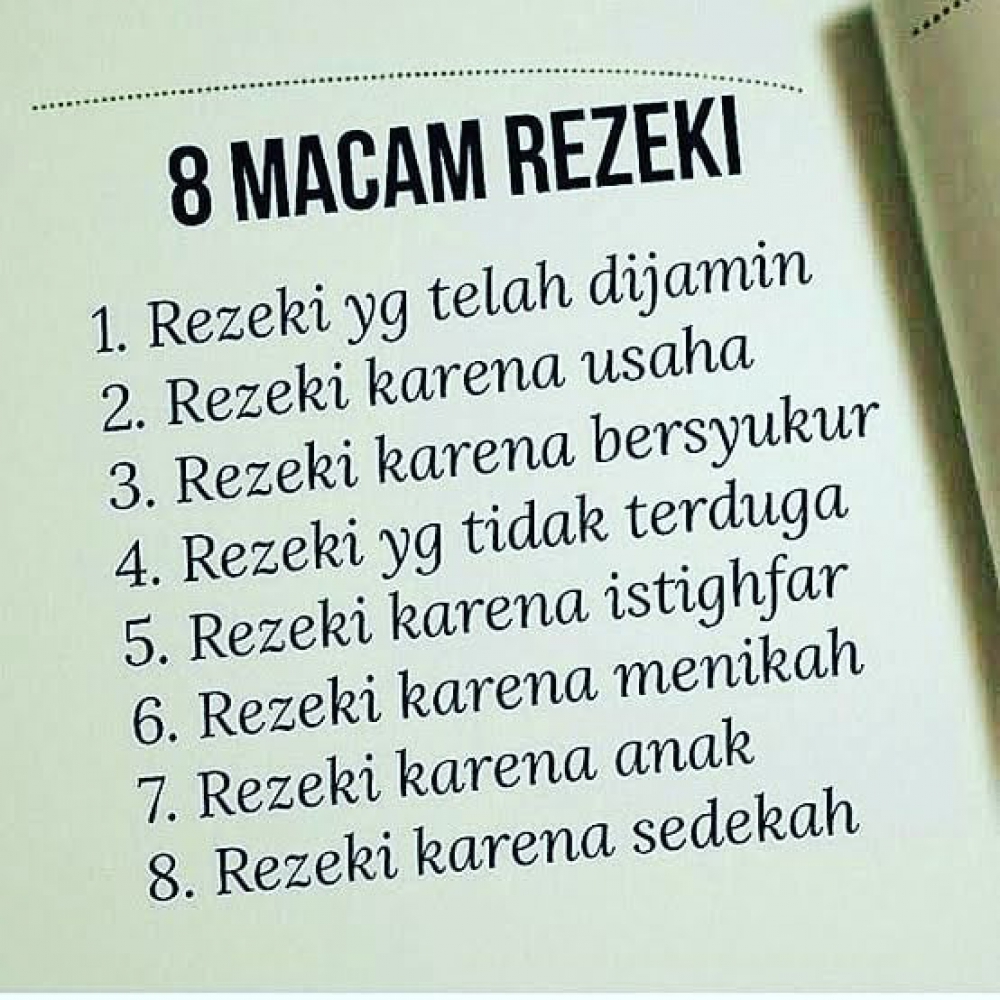 8 MACAM REZEKI
1. Rezeki yg telah dijamin
2. Rezeki karena usaha
3. Rezeki karena bersyukur
4. Rezeki yg tidak terduga
5. Rezeki karena istighfar
6. Rezeki karena menikah
7. Rezeki karena anak
8. Rezeki karena sedekah